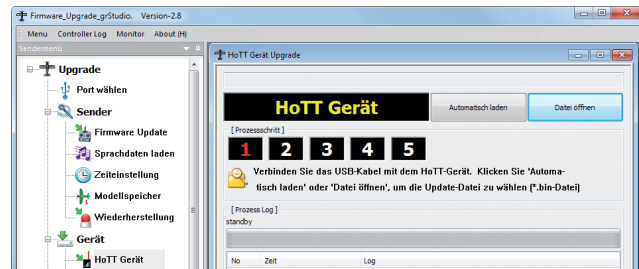 Firmware_Upgrade_grStudio. Version-2.8
Menu Controller Log Monitor About (H)
Sendermenü
Upgrade
Port wählen
Sender
Firmware Update
Sprachdaten laden
Zeiteinstellung
Modellspeicher
Wiederherstellung
Gerät
HoTT Gerät
HoTT Gerät Upgrade
HoTT Gerät
Automatisch laden
Datei öffnen
[ Prozessschritt ]
1 2 3 4 5
Verbinden Sie das USB-Kabel mit dem HoTT-Gerät. Klicken Sie 'Automa-
tisch laden' oder 'Datei öffnen', um die Update-Datei zu wählen (*.bin-Datei)
[ Prozess Log ]
standby
No Zeit Log